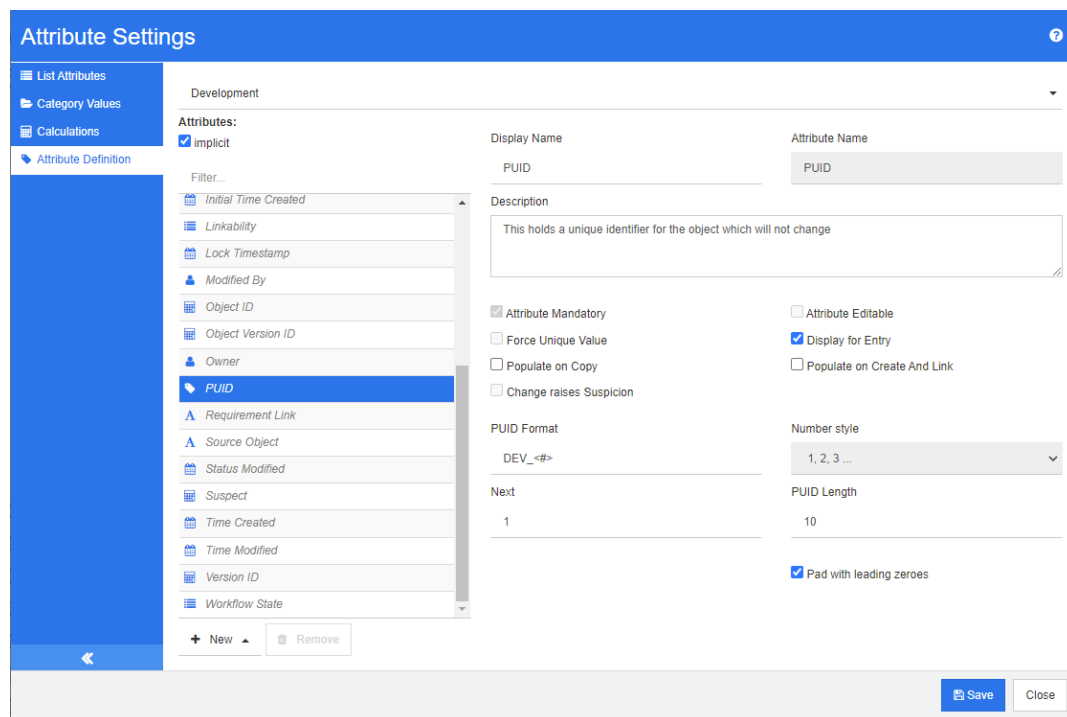 Attribute Settings
List Attributes
Category Values
Calculations
Attribute Definition
Development
Attributes:
implicit
Filter...
Initial Time Created
Linkability
Lock Timestamp
Modified By
Object ID
Object Version ID
Owner
PUID
Requirement Link
Source Object
Status Modified
Suspect
Time Created
Time Modified
Version ID
Workflow State
New
Remove
Display Name
Attribute Name
PUID
PUID
Description
This holds a unique identifier for the object which will not change
Attribute Mandatory
Attribute Editable
Force Unique Value
Display for Entry
Populate on Copy
Populate on Create And Link
Change raises Suspicion
PUID Format
Number style
DEV_<#>
1, 2, 3 ...
Next
PUID Length
1
10
Pad with leading zeroes
Save
Close